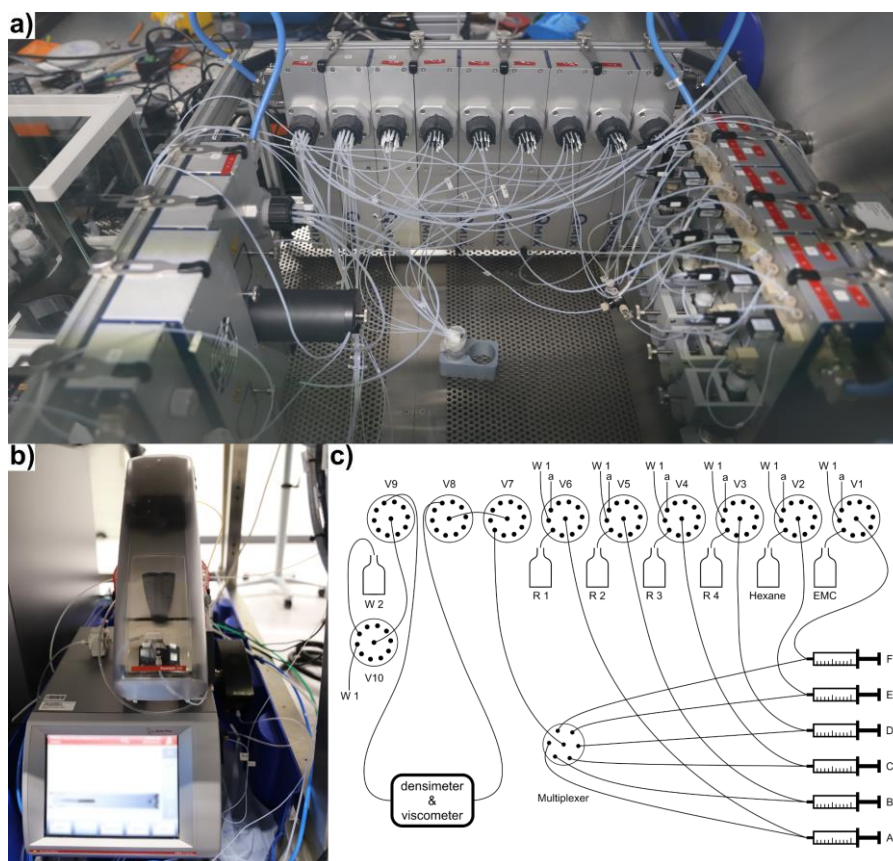 a)
CMIX
b)
c)
V9
V8
V7
W 1
a
V6
W 1
a
V5
W 1
a
V4
W 1
a
V3
W 1
a
V2
W 1
a
V1
W 2
R 1
R 2
R 3
R 4
Hexane
EMC
V10
W 1
F
E
D
C
B
A
Multiplexer
densimeter
&
viscometer